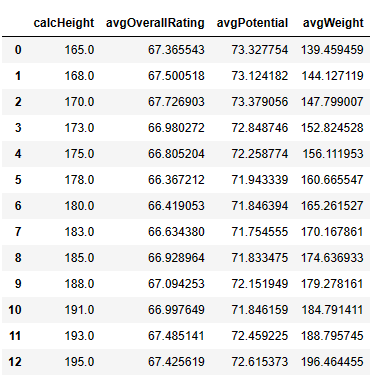 calcHeight avgOverallRating avgPotential avgWeight
0 165.0 67.365543 73.327754 139.459459
1 168.0 67.500518 73.124182 144.127119
2 170.0 67.726903 73.379056 147.799007
3 173.0 66.980272 72.848746 152.824528
4 175.0 66.805204 72.258774 156.111953
5 178.0 66.367212 71.943339 160.665547
6 180.0 66.419053 71.846394 165.261527
7 183.0 66.634380 71.754555 170.167861
8 185.0 66.928964 71.833475 174.636933
9 188.0 67.094253 72.151949 179.278161
10 191.0 66.997649 71.846159 184.791411
11 193.0 67.485141 72.459225 188.795745
12 195.0 67.425619 72.615373 196.464455